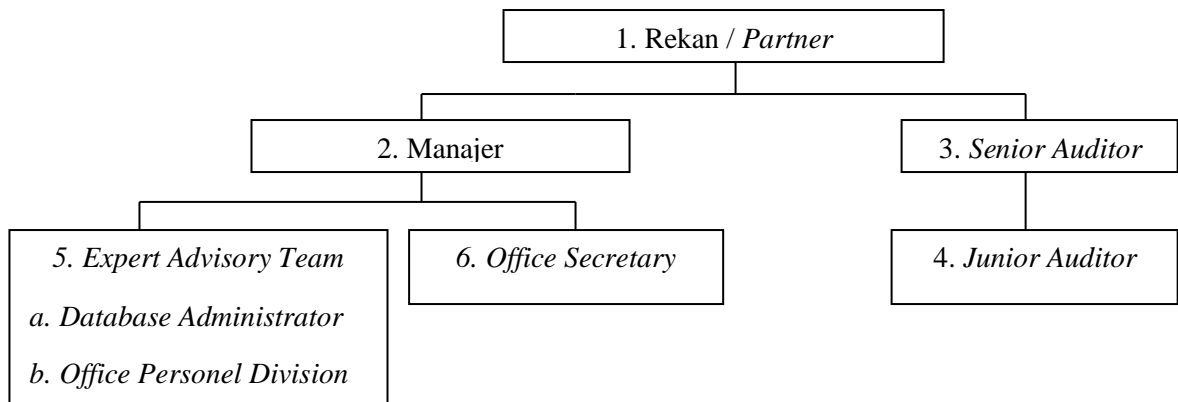 1. Rekan / Partner
2. Manajer
3. Senior Auditor
5. Expert Advisory Team
a. Database Administrator
b. Office Personel Division
6. Office Secretary
4. Junior Auditor